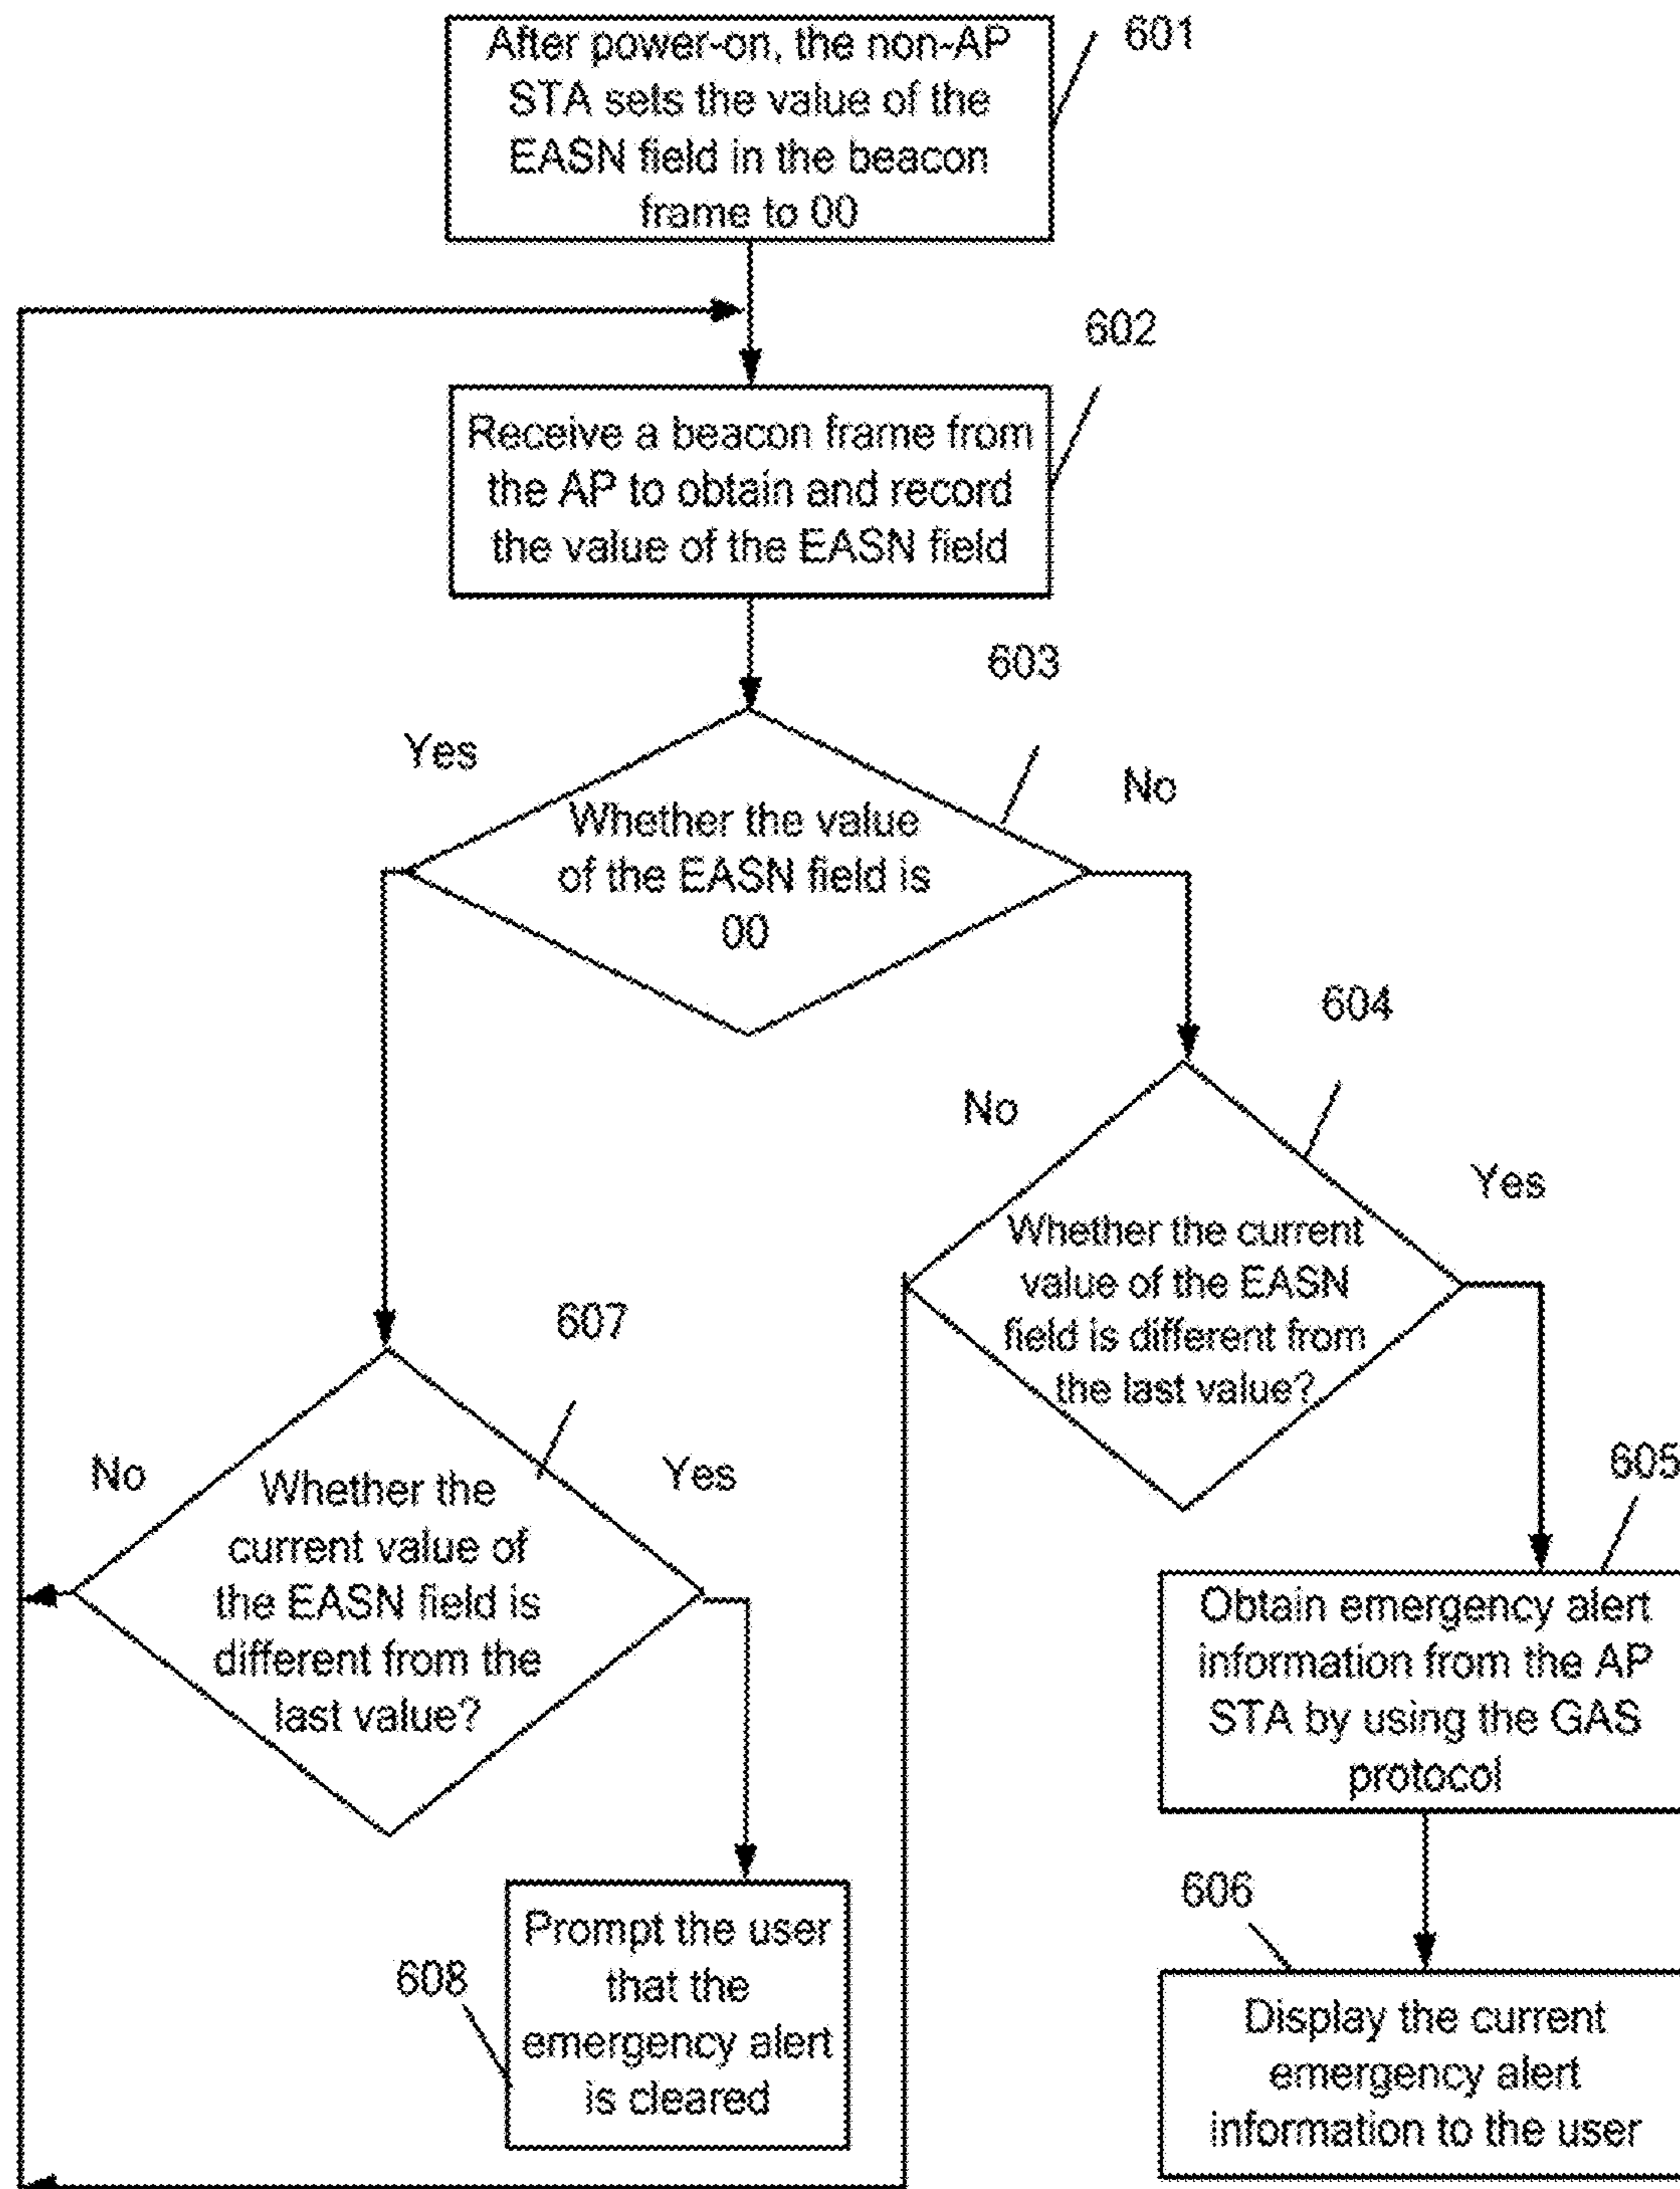 After power-on, the non-AP
STA sets the value of the
EASN field in the beacon
frame to 00
601
602
Receive a beacon frame from
the AP to obtain and record
the value of the EASN field
603
Yes
No
Whether the value
of the EASN field is
00
604
No
Yes
Whether the current
value of the EASN
field is different from
the last value?
607
No
Yes
Whether the
current value of
the EASN field is
different from the
last value?
605
Obtain emergency alert
information from the AP
STA by using the GAS
protocol
608
Prompt the user
that the
emergency alert
is cleared
606
Display the current
emergency alert
information to the user